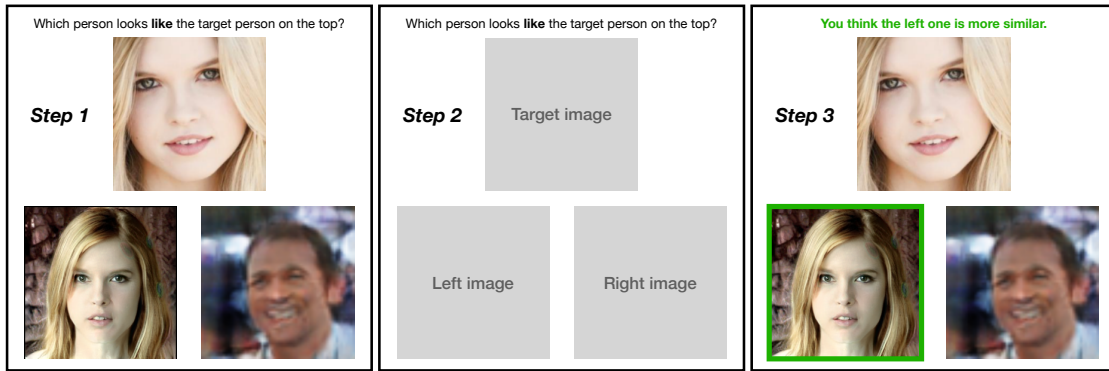 Which person looks like the target person on the top?
Step 1
Which person looks like the target person on the top?
Step 2
Target image
Left image
Right image
You think the left one is more similar.
Step 3